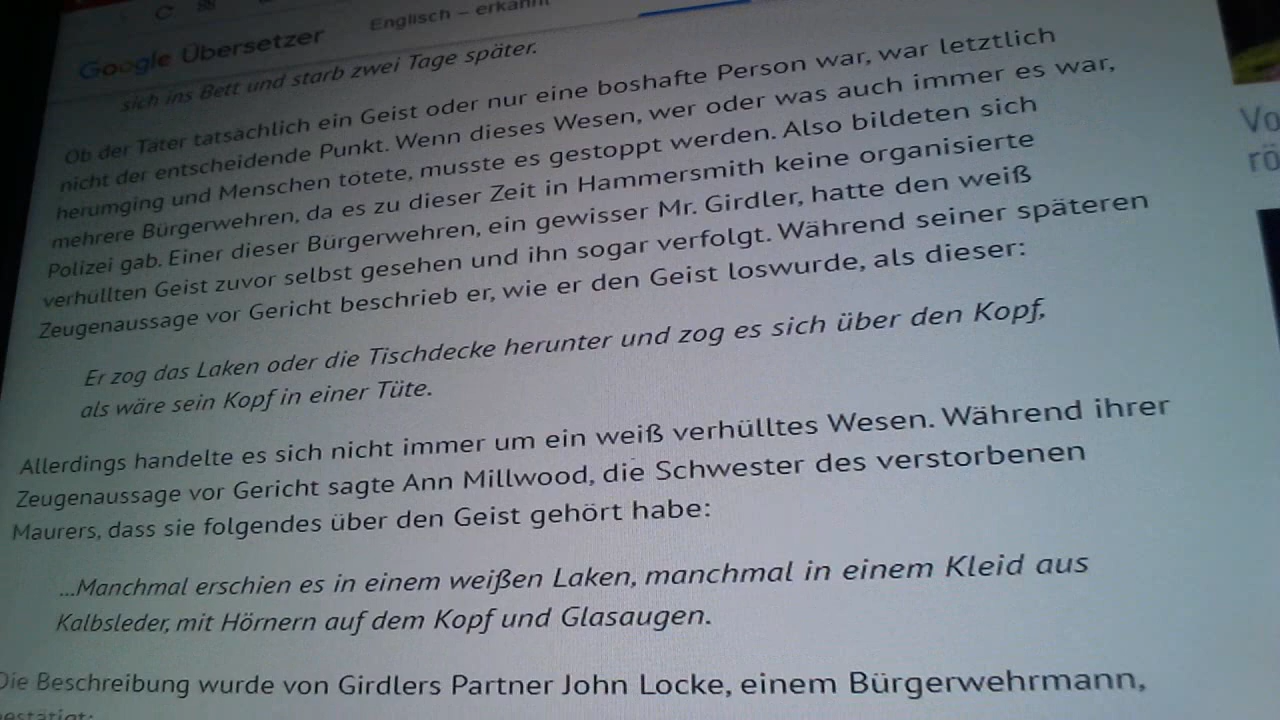 Google Übersetzer Englisch – erkannt
sich ins Bett und starb zwei Tage später.
Ob der Täter tatsächlich ein Geist oder nur eine boshafte Person war, war letztlich
nicht der entscheidende Punkt. Wenn dieses Wesen, wer oder was auch immer es war,
herumging und Menschen tötete, musste es gestoppt werden. Also bildeten sich
mehrere Bürgerwehren, da es zu dieser Zeit in Hammersmith keine organisierte
Polizei gab. Einer dieser Bürgerwehren, ein gewisser Mr. Girdler, hatte den weiß
verhüllten Geist zuvor selbst gesehen und ihn sogar verfolgt. Während seiner späteren
Zeugenaussage vor Gericht beschrieb er, wie er den Geist loswurde, als dieser:
Er zog das Laken oder die Tischdecke herunter und zog es sich über den Kopf,
als wäre sein Kopf in einer Tüte.
Allerdings handelte es sich nicht immer um ein weiß verhülltes Wesen. Während ihrer
Zeugenaussage vor Gericht sagte Ann Millwood, die Schwester des verstorbenen
Maurers, dass sie folgendes über den Geist gehört habe:
...Manchmal erschien es in einem weißen Laken, manchmal in einem Kleid aus
Kalbsleder, mit Hörnern auf dem Kopf und Glasaugen.
Die Beschreibung wurde von Girdlers Partner John Locke, einem Bürgerwehrmann,
bestätigt:
Vo
rö